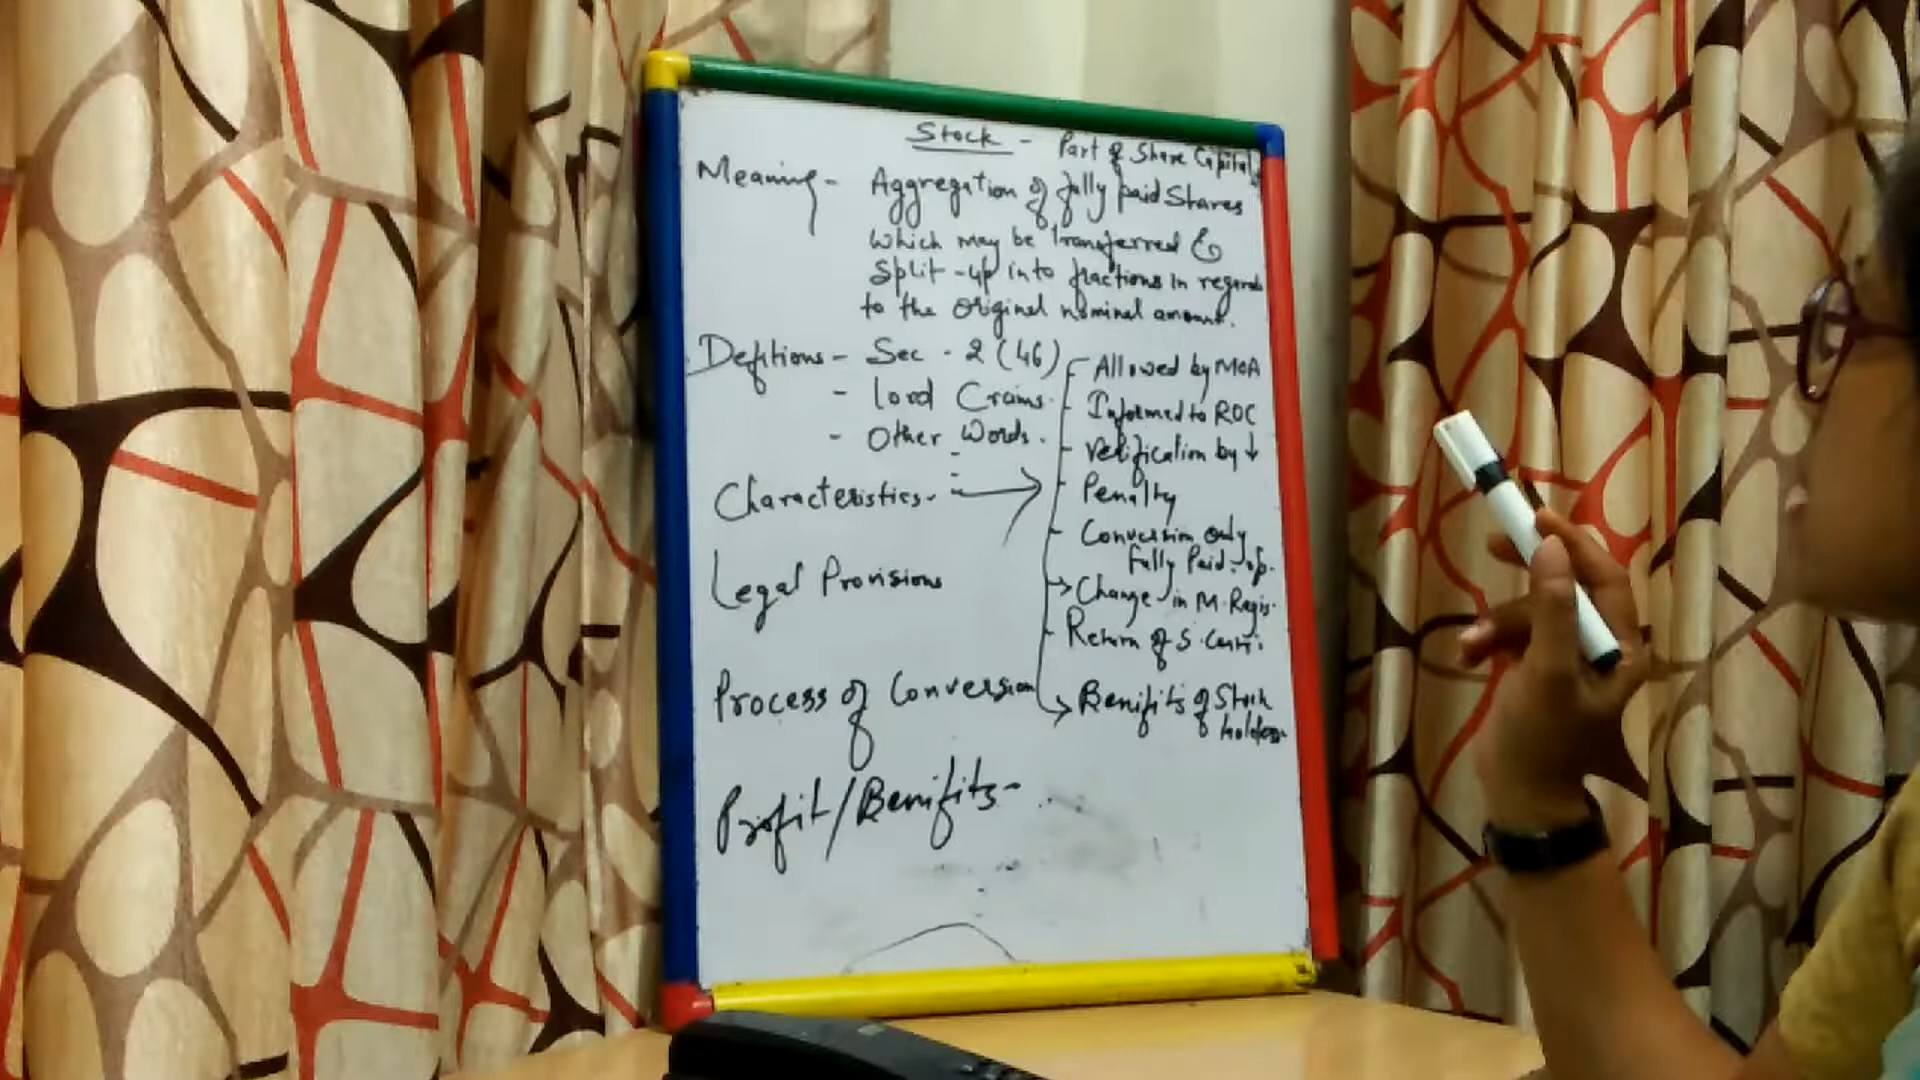 Stock - Part of Share Capital
Meaning - Aggregation of fully paid Shares
which may be transferred &
Split-up into fractions in regards
to the original nominal amount.
Defitions - Sec - 2 (46)
- Lord Crains.
- Other Words.
Characteristics.
Legal Provisions
Process of Conversion
Profit/Benifits-
- Allowed by MOA
- Informed to ROC
- Verification by ↓
- Penalty
- Conversion Only
Fully Paid-up.
→ Change in M. Regis.
- Return of S.
→ Benifits of Stock
holders